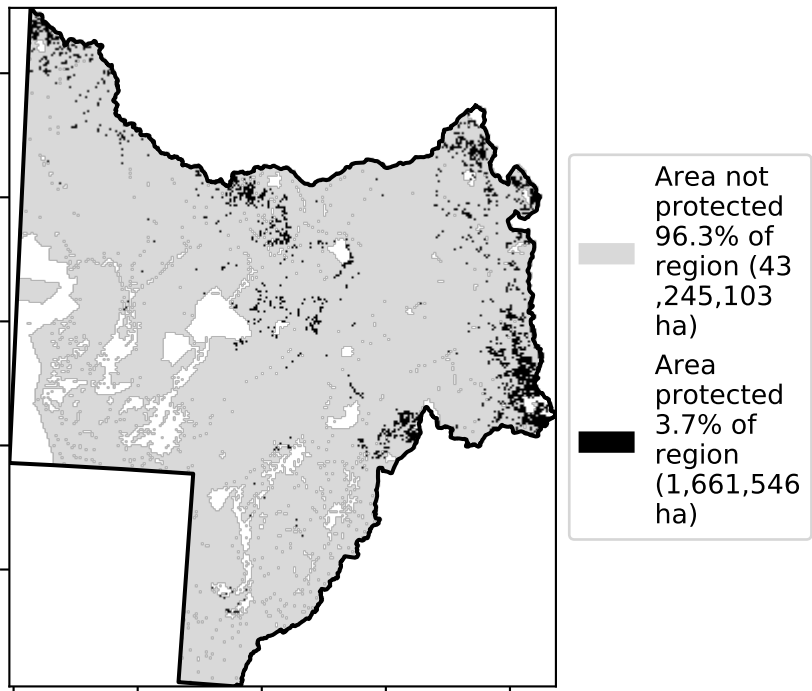 Area not
protected
96.3% of
region (43
,245,103
ha)
Area
protected
3.7% of
region
(1,661,546
ha)